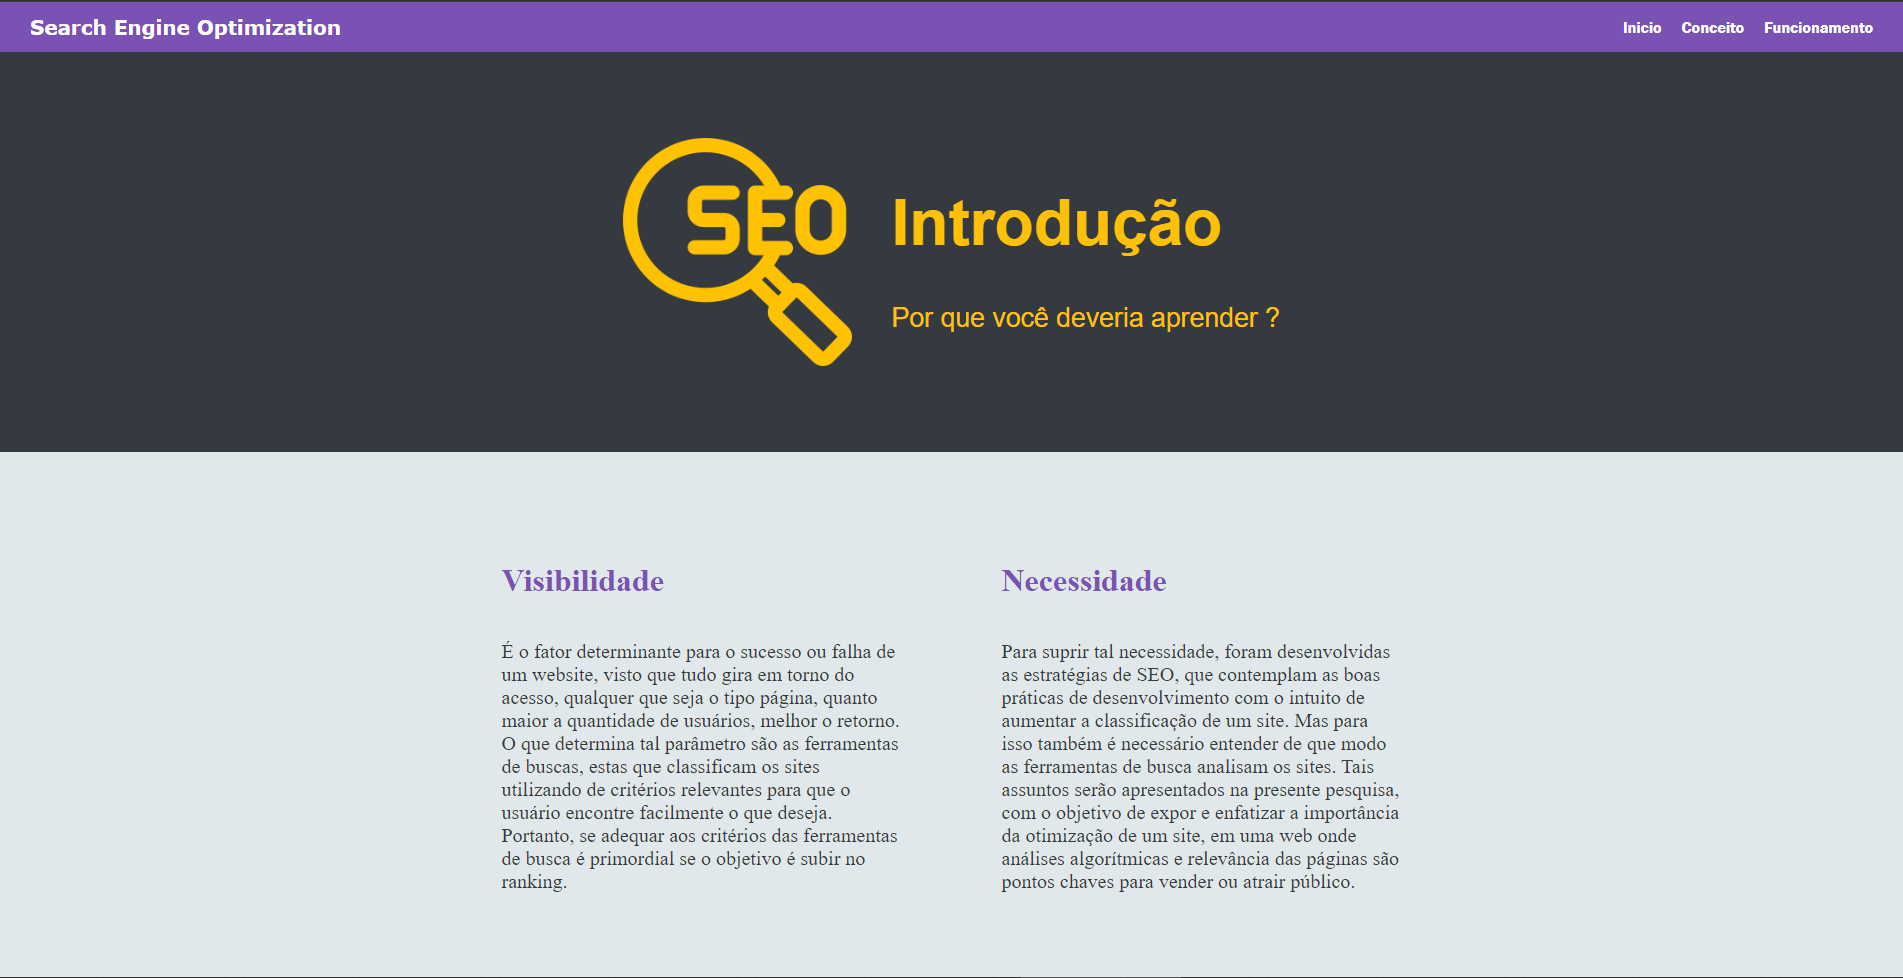 Search Engine Optimization
Inicio Conceito Funcionamento
SEO
Introdução
Por que você deveria aprender ?
Visibilidade
É o fator determinante para o sucesso ou falha de
um website, visto que tudo gira em torno do
acesso, qualquer que seja o tipo página, quanto
maior a quantidade de usuários, melhor o retorno.
O que determina tal parâmetro são as ferramentas
de buscas, estas que classificam os sites
utilizando de critérios relevantes para que o
usuário encontre facilmente o que deseja.
Portanto, se adequar aos critérios das ferramentas
de busca é primordial se o objetivo é subir no
ranking.
Necessidade
Para suprir tal necessidade, foram desenvolvidas
as estratégias de SEO, que contemplam as boas
práticas de desenvolvimento com o intuito de
aumentar a classificação de um site. Mas para
isso também é necessário entender de que modo
as ferramentas de busca analisam os sites. Tais
assuntos serão apresentados na presente pesquisa,
com o objetivo de expor e enfatizar a importância
da otimização de um site, em uma web onde
análises algorítmicas e relevância das páginas são
pontos chaves para vender ou atrair público.